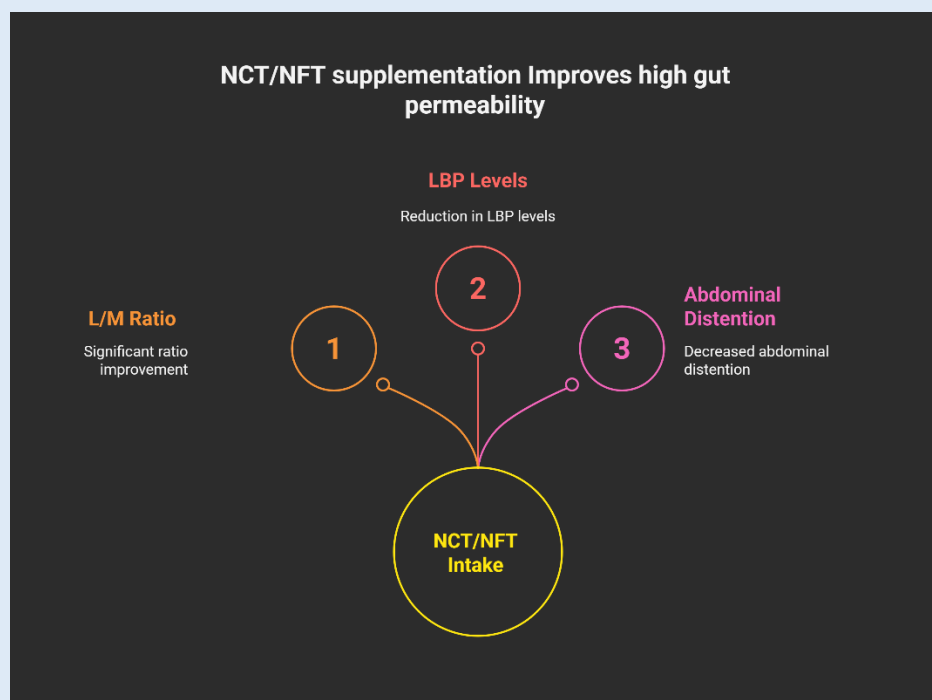 NCT/NFT supplementation Improves high gut
permeability
LBP Levels
Reduction in LBP levels
2
L/M Ratio
Significant ratio
improvement
1
3
Abdominal
Distention
Decreased abdominal
distention
NCT/NFT
Intake